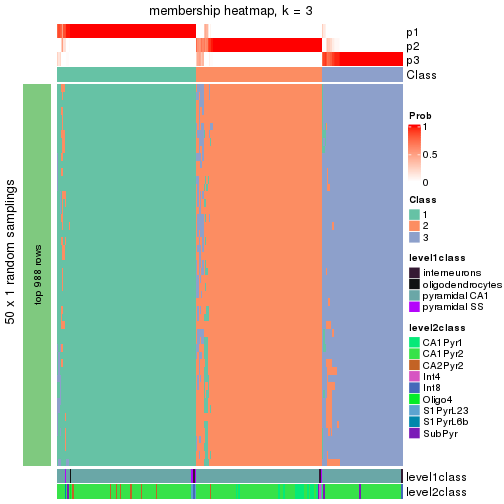 membership heatmap, k = 3
p1
p2
p3
Class
50 x 1 random samplings
top 988 rows
Prob
1
0.5
0
Class
1
2
3
level1class
interneurons
oligodendrocytes
pyramidal CA1
pyramidal SS
level2class
CA1Pyr1
CA1Pyr2
CA2Pyr2
Int4
Int8
Oligo4
S1PyrL23
S1PyrL6b
SubPyr
level1class
level2class